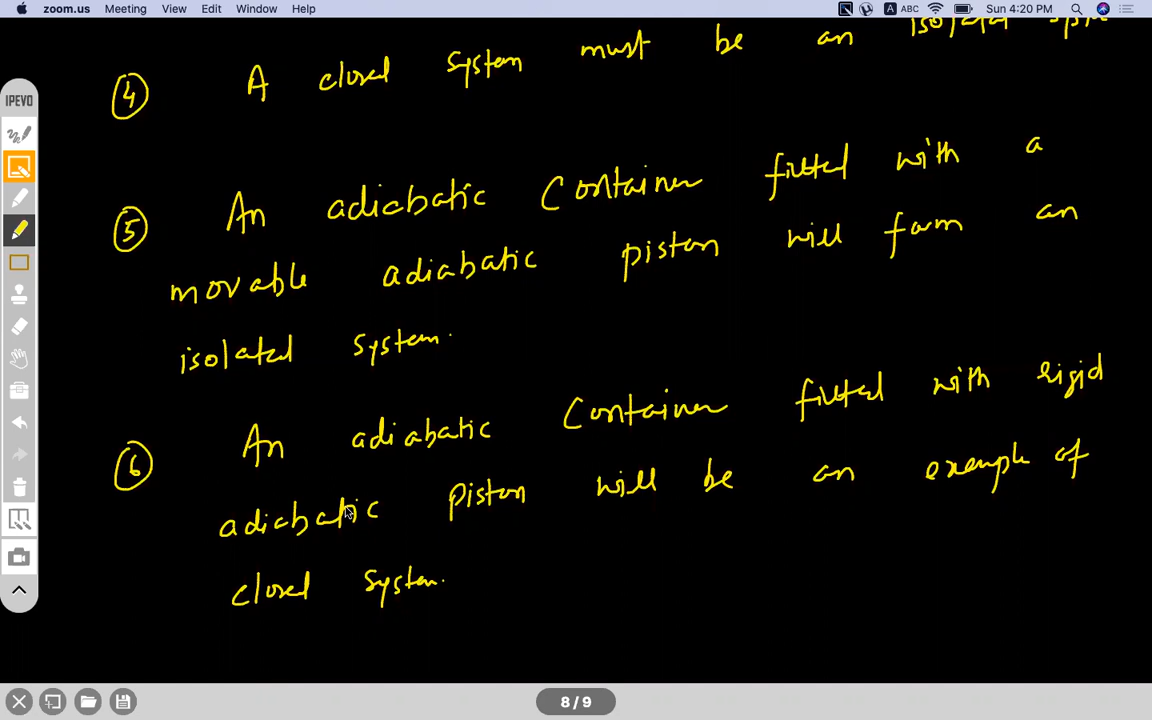 zoom.us Meeting View Edit Window Help ABC Sun 4:20 PM
IPEVO
④ A closed system must be an isolated
⑤ An adiabatic Container fitted with a
movable adiabatic piston will form an
isolated system.
⑥ An adiabatic Container fitted with rigid
adiabatic piston will be an example of
closed system.
8 / 9